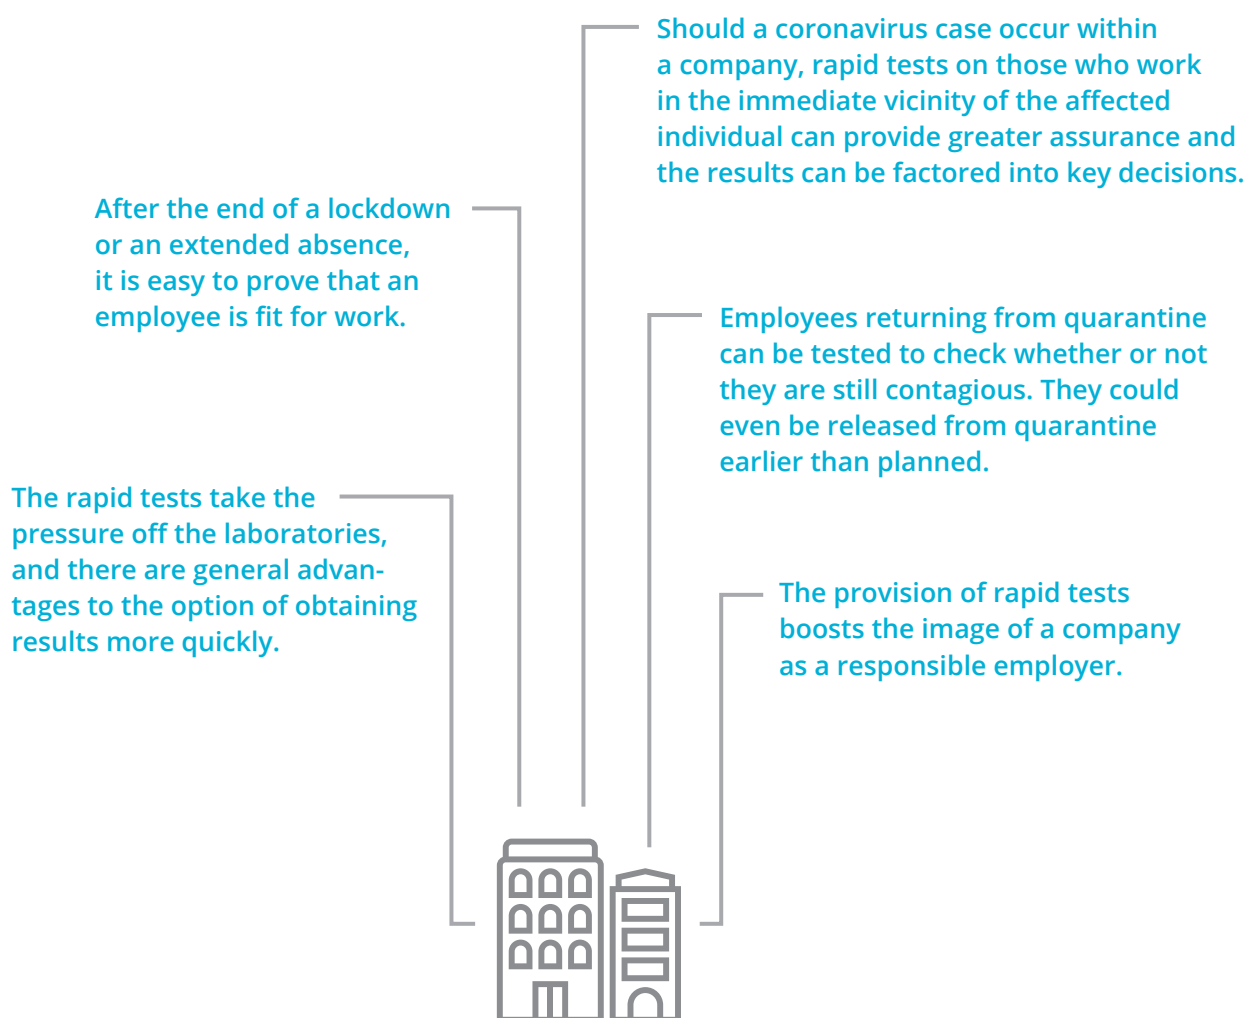 Should a coronavirus case occur within
a company, rapid tests on those who work
in the immediate vicinity of the affected
individual can provide greater assurance and
the results can be factored into key decisions.
After the end of a lockdown
or an extended absence,
it is easy to prove that an
employee is fit for work.
Employees returning from quarantine
can be tested to check whether or not
they are still contagious. They could
even be released from quarantine
earlier than planned.
The rapid tests take the
pressure off the laboratories,
and there are general advan-
tages to the option of obtaining
results more quickly.
The provision of rapid tests
boosts the image of a company
as a responsible employer.